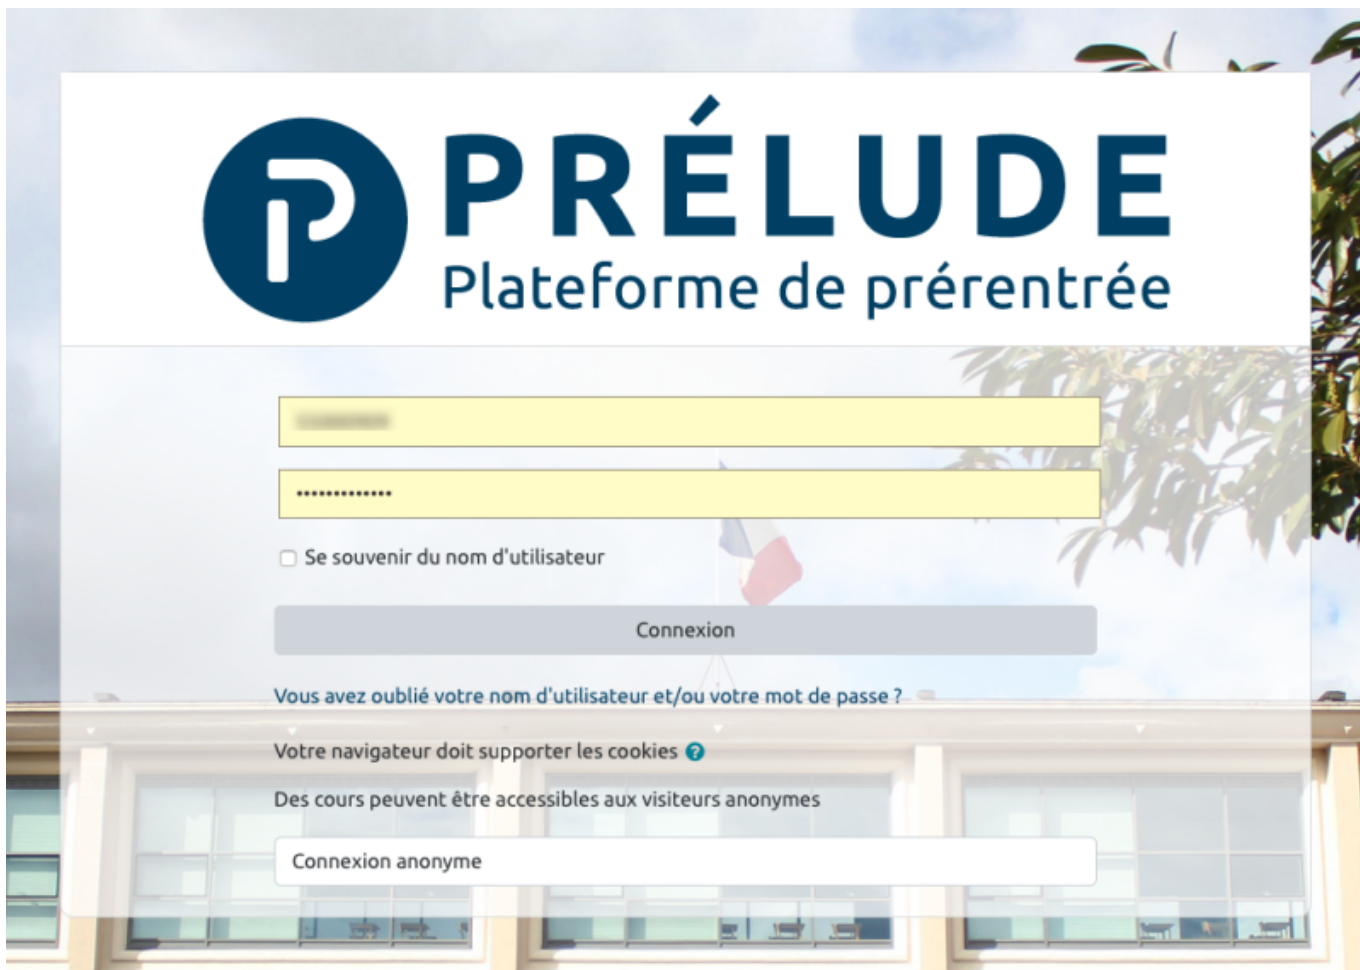 PRÉLUDE
Plateforme de prérentrée
•••••••••••••
Se souvenir du nom d'utilisateur
Connexion
Vous avez oublié votre nom d'utilisateur et/ou votre mot de passe ?
Votre navigateur doit supporter les cookies ?
Des cours peuvent être accessibles aux visiteurs anonymes
Connexion anonyme